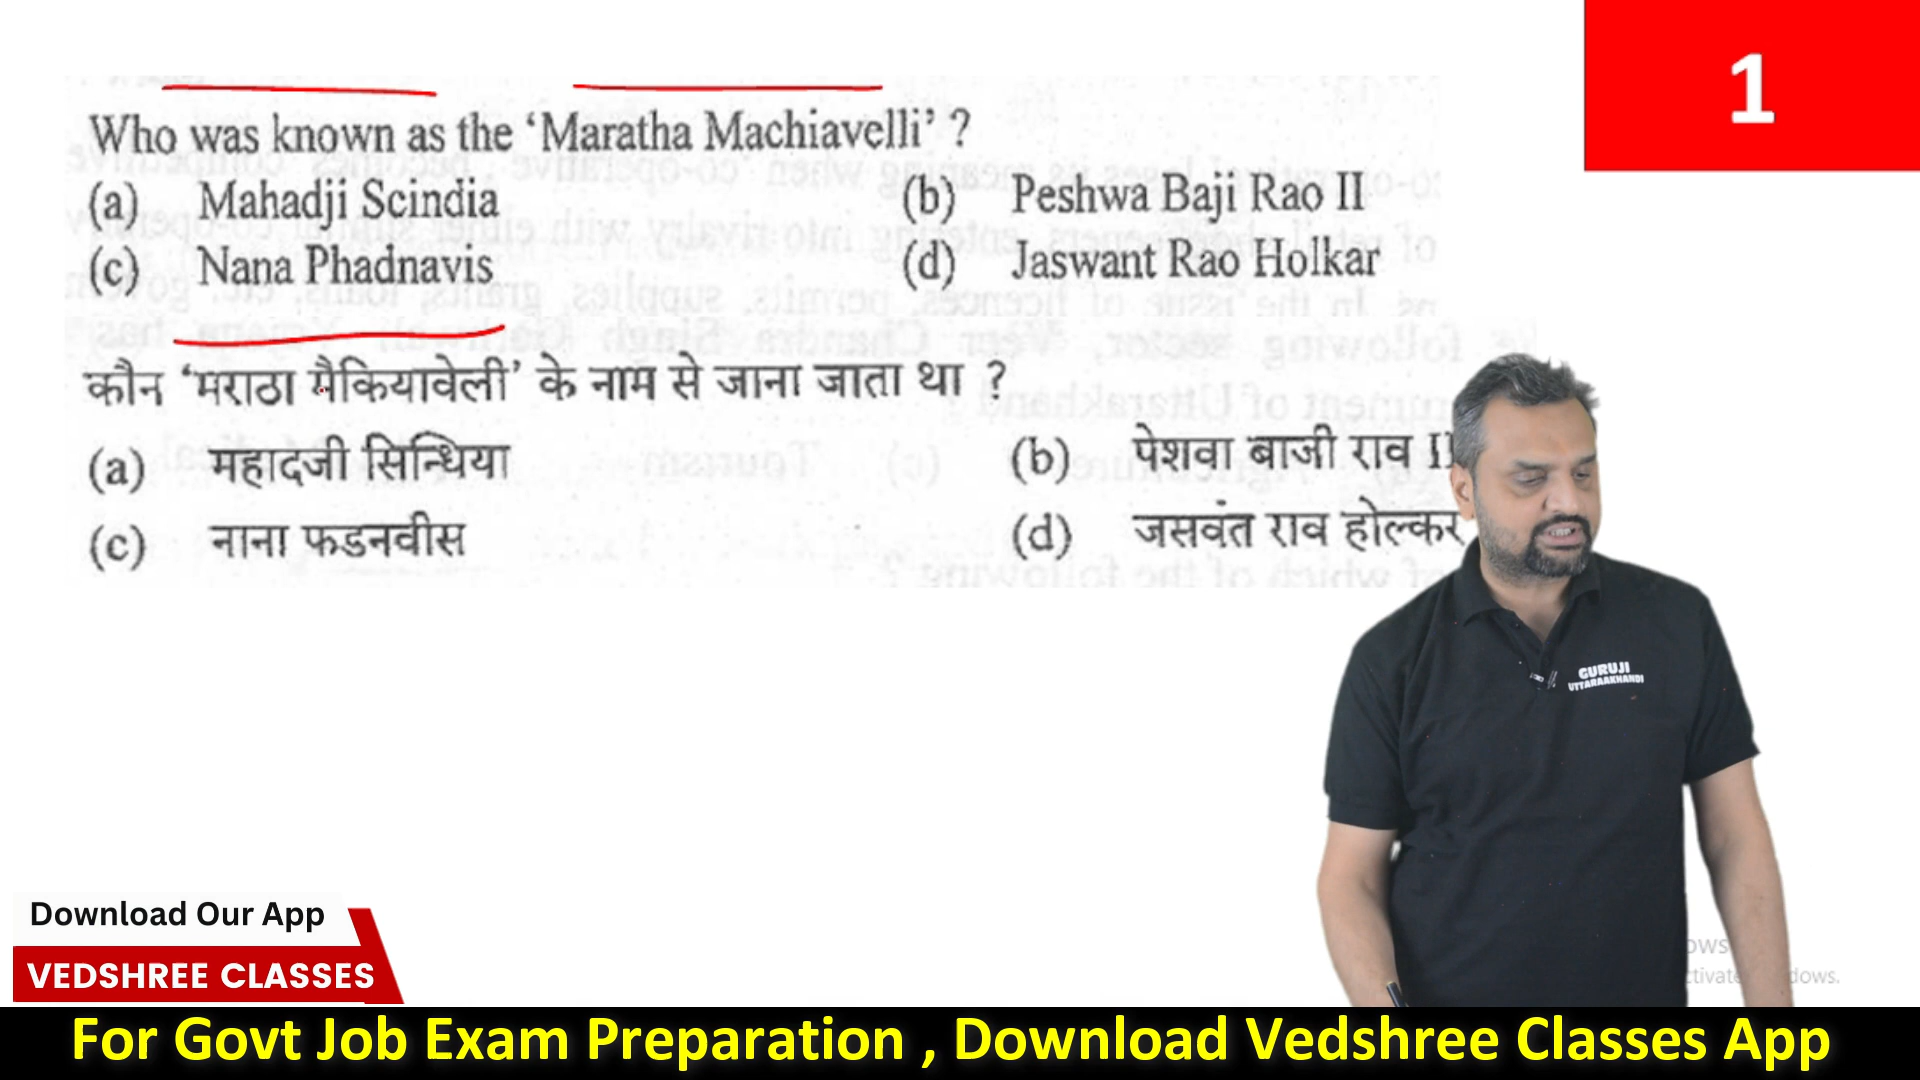 1
Who was known as the ‘Maratha Machiavelli’ ?
(a) Mahadji Scindia (b) Peshwa Baji Rao II
(c) Nana Phadnavis (d) Jaswant Rao Holkar
कौन ‘मराठा मैकियावेली’ के नाम से जाना जाता था ?
(a) महादजी सिन्धिया (b) पेशवा बाजी राव II
(c) नाना फडनवीस (d) जसवंत राव होल्कर
GURUJI
UTTARAAKHANDI
Download Our App
VEDSHREE CLASSES
For Govt Job Exam Preparation , Download Vedshree Classes App